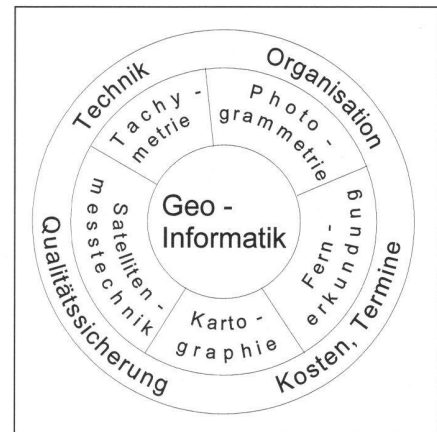 Technik
Organisation
Kosten, Termine
Qualitätssicherung
Tachy -
metrie
Photo -
grammetrie
Fern -
erkundung
Karto -
graphie
Satelliten -
messtechnik
Geo -
Informatik